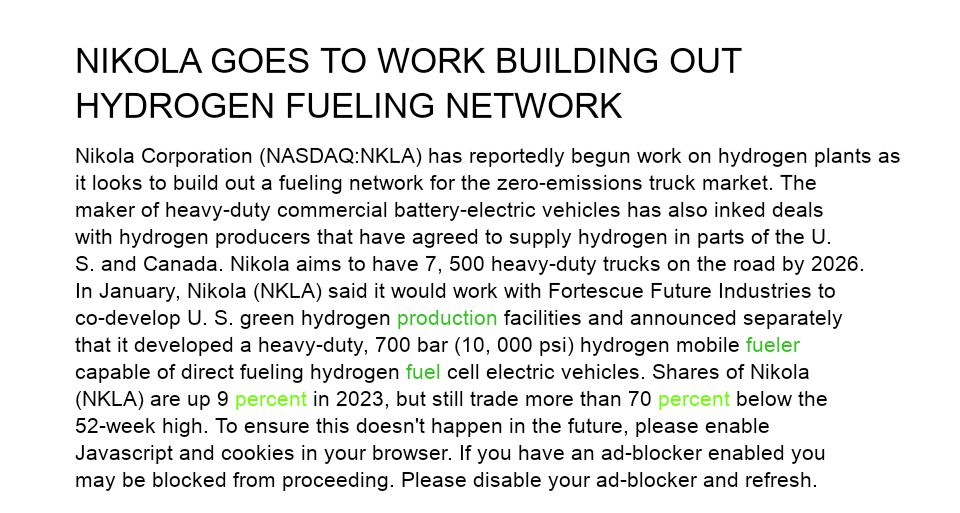 NIKOLA GOES TO WORK BUILDING OUT
HYDROGEN FUELING NETWORK
Nikola Corporation (NASDAQ:NKLA) has reportedly begun work on hydrogen plants as
it looks to build out a fueling network for the zero-emissions truck market. The
maker of heavy-duty commercial battery-electric vehicles has also inked deals
with hydrogen producers that have agreed to supply hydrogen in parts of the U.
S. and Canada. Nikola aims to have 7, 500 heavy-duty trucks on the road by 2026.
In January, Nikola (NKLA) said it would work with Fortescue Future Industries to
co-develop U. S. green hydrogen production facilities and announced separately
that it developed a heavy-duty, 700 bar (10, 000 psi) hydrogen mobile fueler
capable of direct fueling hydrogen fuel cell electric vehicles. Shares of Nikola
(NKLA) are up 9 percent in 2023, but still trade more than 70 percent below the
52-week high. To ensure this doesn't happen in the future, please enable
Javascript and cookies in your browser. If you have an ad-blocker enabled you
may be blocked from proceeding. Please disable your ad-blocker and refresh.